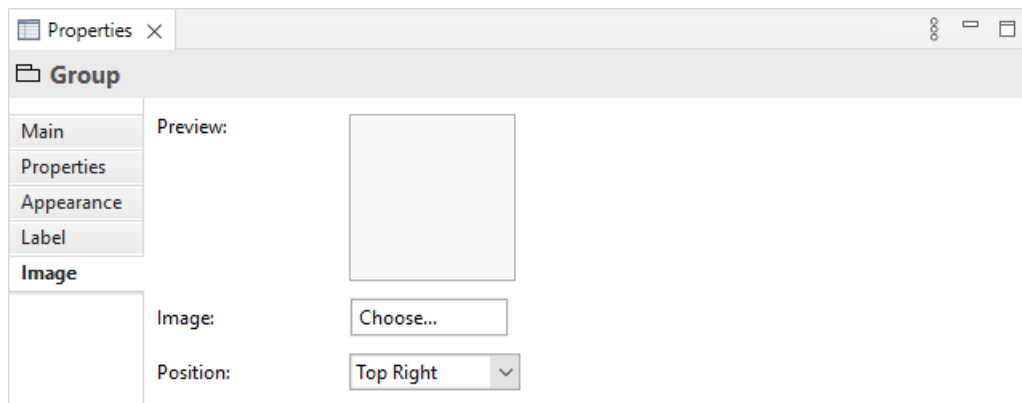 Properties
Group
Main
Preview:
Properties
Appearance
Label
Image
Image:
Choose...
Position:
Top Right